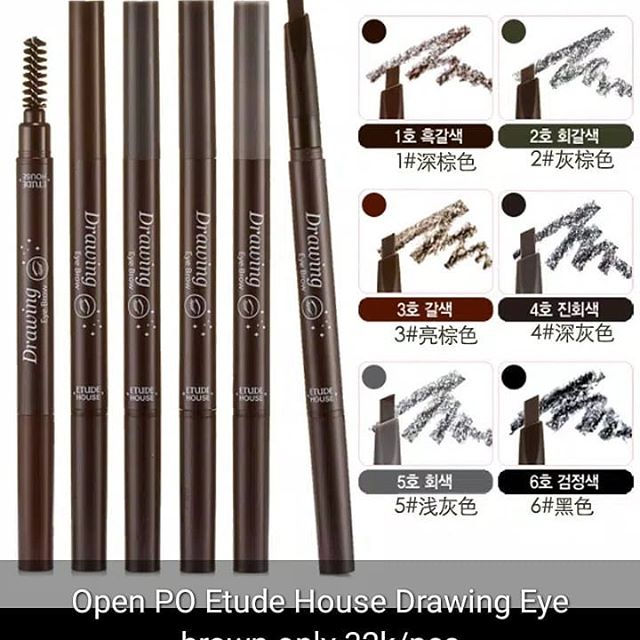 ETUDE HOUSE
Drawing
Eye Brow
Drawing
Eye Brow
ETUDE HOUSE
Drawing
Eye Brow
ETUDE HOUSE
Drawing
Eye Brow
ETUDE HOUSE
Drawing
Eye Brow
ETUDE HOUSE
Drawing
Eye Brow
ETUDE HOUSE
1호 흑갈색
1#深棕色
2호 회갈색
2#灰棕色
3호 갈색
3#亮棕色
4호 진회색
4#深灰色
5호 회색
5#浅灰色
6호 검정색
6#黑色
Open PO Etude House Drawing Eye